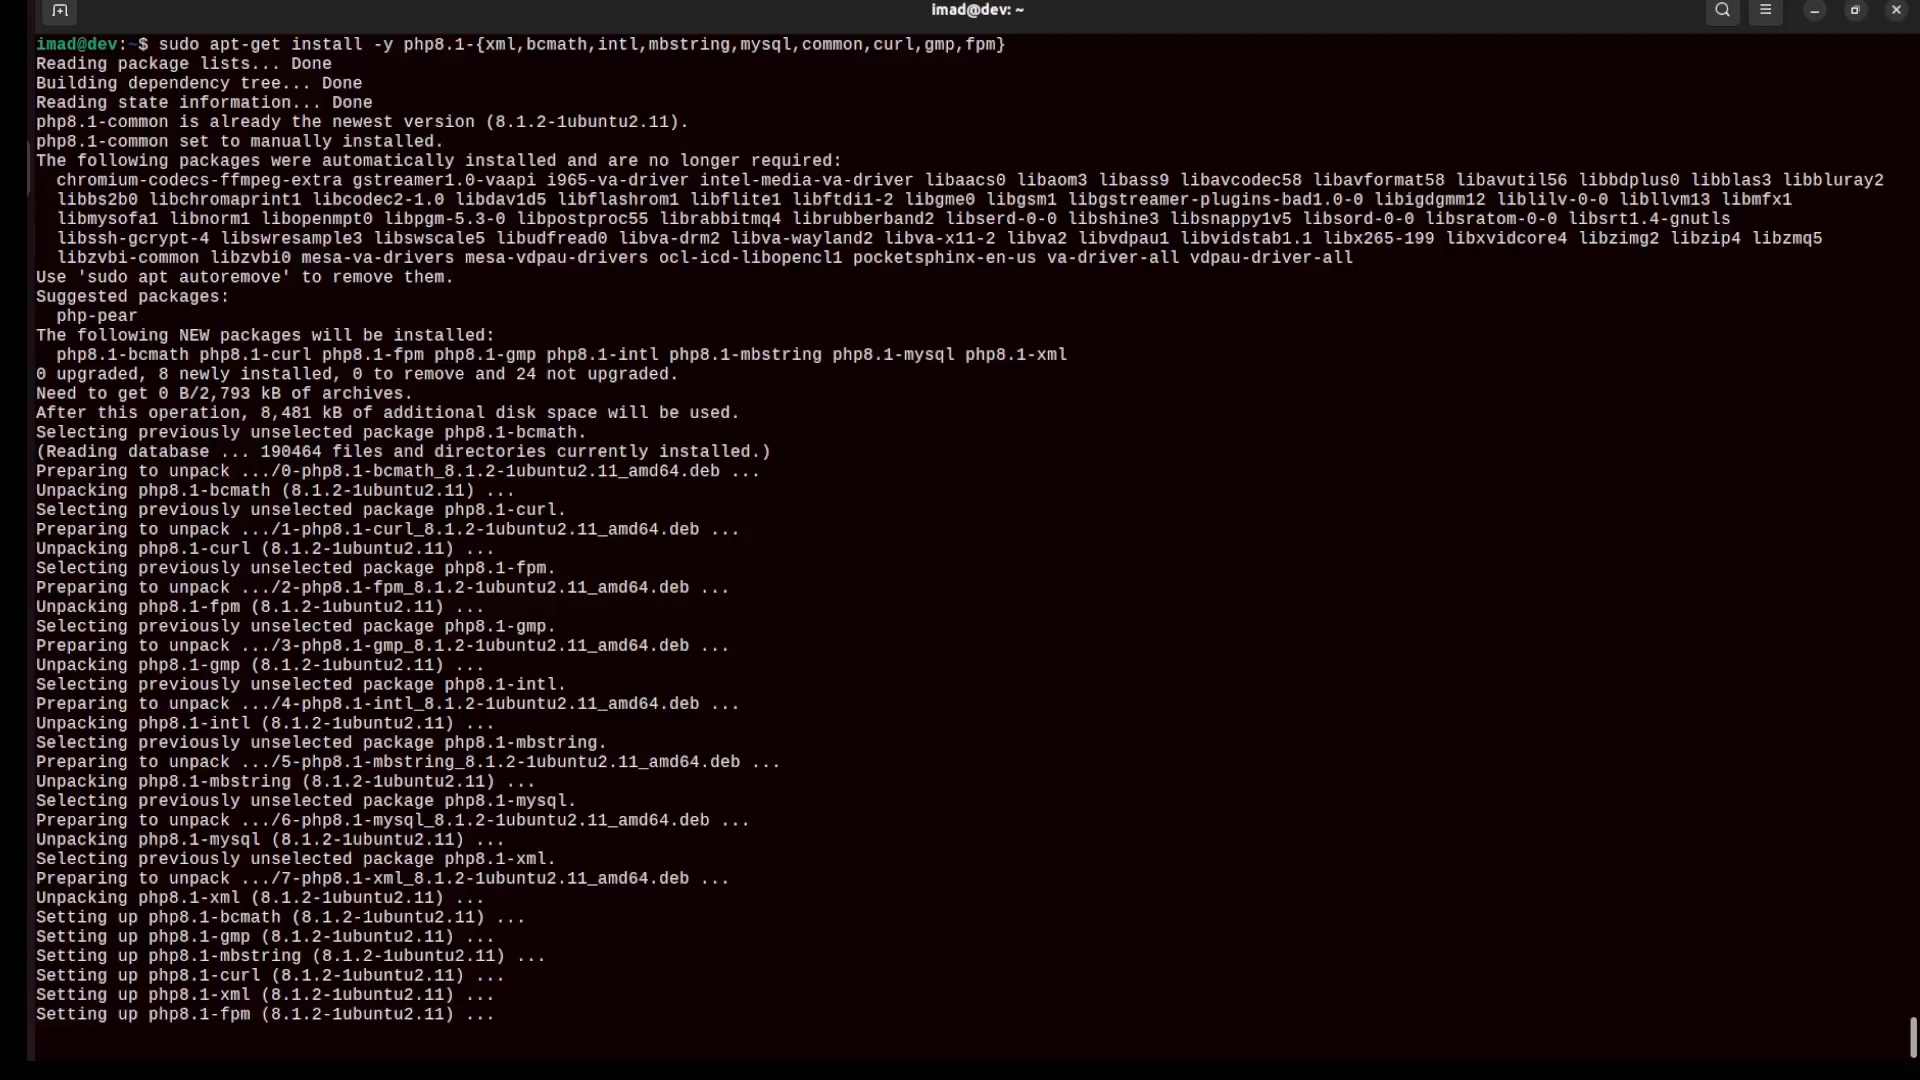 imad@dev: ~
imad@dev:~$ sudo apt-get install -y php8.1-{xml,bcmath,intl,mbstring,mysql,common,curl,gmp,fpm}
Reading package lists... Done
Building dependency tree... Done
Reading state information... Done
php8.1-common is already the newest version (8.1.2-1ubuntu2.11).
php8.1-common set to manually installed.
The following packages were automatically installed and are no longer required:
  chromium-codecs-ffmpeg-extra gstreamer1.0-vaapi i965-va-driver intel-media-va-driver libaacs0 libaom3 libass9 libavcodec58 libavformat58 libavutil56 libbdplus0 libblas3 libbluray2
  libbs2b0 libchromaprint1 libcodec2-1.0 libdav1d5 libflashrom1 libflite1 libftdi1-2 libgme0 libgsm1 libgstreamer-plugins-bad1.0-0 libigdgmm12 liblilv-0-0 libllvm13 libmfx1
  libmysofa1 libnorm1 libopenmpt0 libpgm-5.3-0 libpostproc55 librabbitmq4 librubberband2 libserd-0-0 libshine3 libsnappy1v5 libsord-0-0 libsratom-0-0 libsrt1.4-gnutls
  libssh-gcrypt-4 libswresample3 libswscale5 libudfread0 libva-drm2 libva-wayland2 libva-x11-2 libva2 libvdpau1 libvidstab1.1 libx265-199 libxvidcore4 libzimg2 libzip4 libzmq5
  libzvbi-common libzvbi0 mesa-va-drivers mesa-vdpau-drivers ocl-icd-libopencl1 pocketsphinx-en-us va-driver-all vdpau-driver-all
Use 'sudo apt autoremove' to remove them.
Suggested packages:
  php-pear
The following NEW packages will be installed:
  php8.1-bcmath php8.1-curl php8.1-fpm php8.1-gmp php8.1-intl php8.1-mbstring php8.1-mysql php8.1-xml
0 upgraded, 8 newly installed, 0 to remove and 24 not upgraded.
Need to get 0 B/2,793 kB of archives.
After this operation, 8,481 kB of additional disk space will be used.
Selecting previously unselected package php8.1-bcmath.
(Reading database ... 190464 files and directories currently installed.)
Preparing to unpack .../0-php8.1-bcmath_8.1.2-1ubuntu2.11_amd64.deb ...
Unpacking php8.1-bcmath (8.1.2-1ubuntu2.11) ...
Selecting previously unselected package php8.1-curl.
Preparing to unpack .../1-php8.1-curl_8.1.2-1ubuntu2.11_amd64.deb ...
Unpacking php8.1-curl (8.1.2-1ubuntu2.11) ...
Selecting previously unselected package php8.1-fpm.
Preparing to unpack .../2-php8.1-fpm_8.1.2-1ubuntu2.11_amd64.deb ...
Unpacking php8.1-fpm (8.1.2-1ubuntu2.11) ...
Selecting previously unselected package php8.1-gmp.
Preparing to unpack .../3-php8.1-gmp_8.1.2-1ubuntu2.11_amd64.deb ...
Unpacking php8.1-gmp (8.1.2-1ubuntu2.11) ...
Selecting previously unselected package php8.1-intl.
Preparing to unpack .../4-php8.1-intl_8.1.2-1ubuntu2.11_amd64.deb ...
Unpacking php8.1-intl (8.1.2-1ubuntu2.11) ...
Selecting previously unselected package php8.1-mbstring.
Preparing to unpack .../5-php8.1-mbstring_8.1.2-1ubuntu2.11_amd64.deb ...
Unpacking php8.1-mbstring (8.1.2-1ubuntu2.11) ...
Selecting previously unselected package php8.1-mysql.
Preparing to unpack .../6-php8.1-mysql_8.1.2-1ubuntu2.11_amd64.deb ...
Unpacking php8.1-mysql (8.1.2-1ubuntu2.11) ...
Selecting previously unselected package php8.1-xml.
Preparing to unpack .../7-php8.1-xml_8.1.2-1ubuntu2.11_amd64.deb ...
Unpacking php8.1-xml (8.1.2-1ubuntu2.11) ...
Setting up php8.1-bcmath (8.1.2-1ubuntu2.11) ...
Setting up php8.1-gmp (8.1.2-1ubuntu2.11) ...
Setting up php8.1-mbstring (8.1.2-1ubuntu2.11) ...
Setting up php8.1-curl (8.1.2-1ubuntu2.11) ...
Setting up php8.1-xml (8.1.2-1ubuntu2.11) ...
Setting up php8.1-fpm (8.1.2-1ubuntu2.11) ...